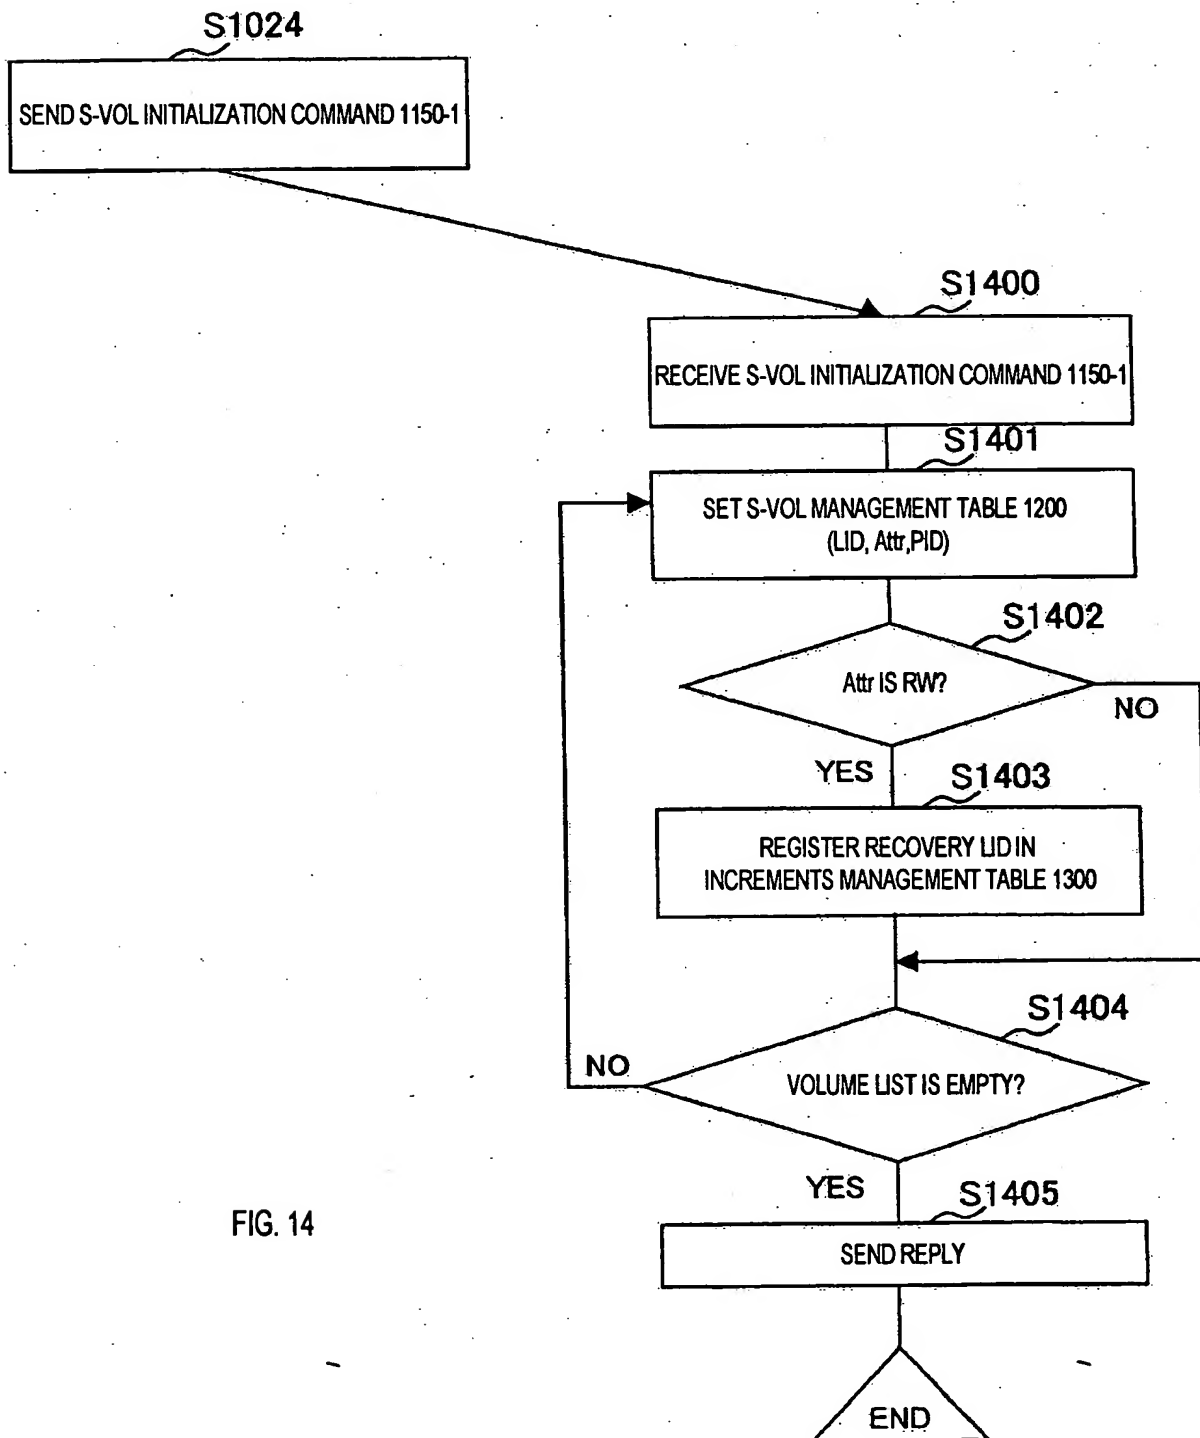 S1024
SEND S-VOL INITIALIZATION COMMAND 1150-1
S1400
RECEIVE S-VOL INITIALIZATION COMMAND 1150-1
S1401
SET S-VOL MANAGEMENT TABLE 1200
(LID, Attr,PID)
S1402
Attr IS RW?
NO
YES
S1403
REGISTER RECOVERY LID IN
INCREMENTS MANAGEMENT TABLE 1300
S1404
NO
VOLUME LIST IS EMPTY?
YES
S1405
FIG. 14
SEND REPLY
END